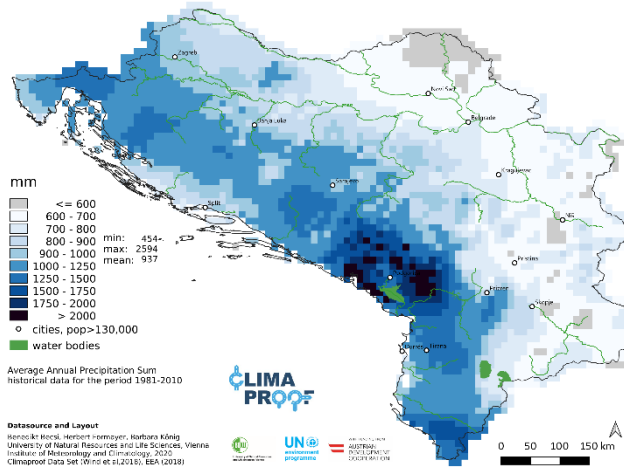 Zagreb
Novi Sad
Banja Luka
Belgrade
Kragujevac
Sarajevo
Split
Niš
Pristina
Prizren
Skopje
Durres
Tirana
mm
<= 600
600 - 700
700 - 800
800 - 900
900 - 1000
1000 - 1250
1250 - 1500
1500 - 1750
1750 - 2000
> 2000
min: 454
max: 2594
mean: 937
cities, pop>130,000
water bodies
Average Annual Precipitation Sum
historical data for the period 1981-2010
CLIMA
PROOF
Datasource and Layout
Benedikt Becsi, Herbert Formayer, Barbara König
University of Natural Resources and Life Sciences, Vienna
Institute of Meteorology and Climatology, 2020
Climaproof Data Set (Wind et al,2018), EEA (2018)
UN
environment
programme
AUSTRIAN
DEVELOPMENT
COOPERATION
0 50 100 150 km